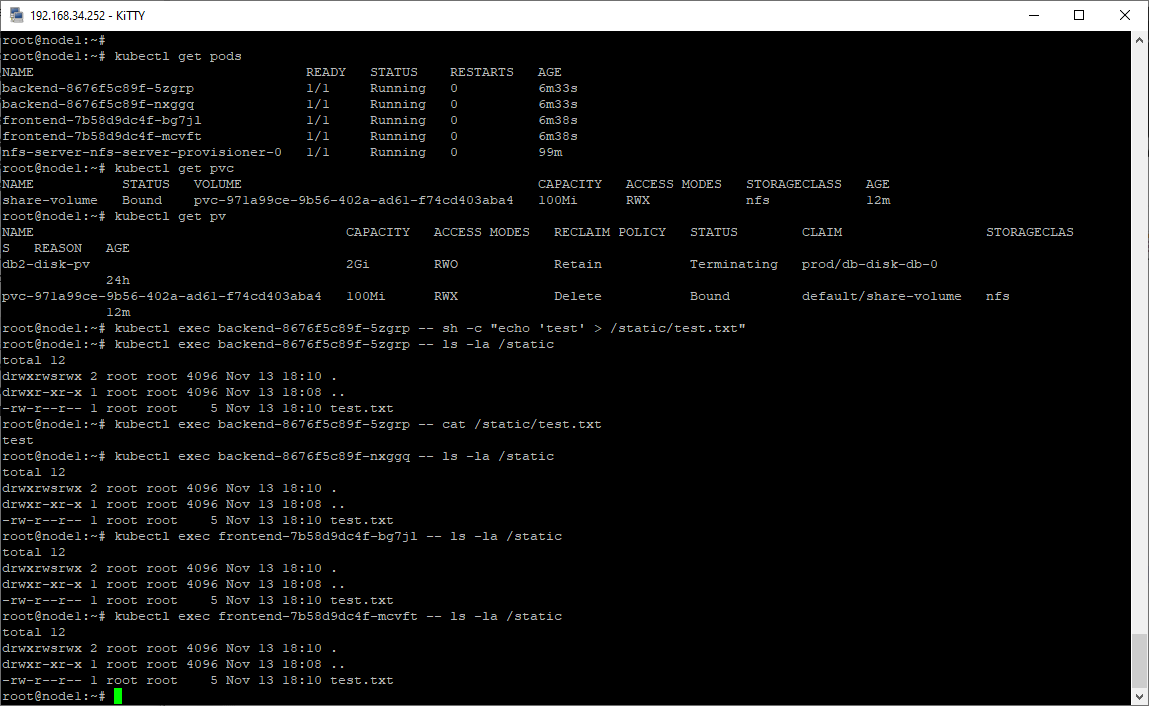 192.168.34.252 - KiTTY
root@node1:~#
root@node1:~# kubectl get pods
NAME                                  READY   STATUS    RESTARTS   AGE
backend-8676f5c89f-5zgrp              1/1     Running   0          6m33s
backend-8676f5c89f-nxggq              1/1     Running   0          6m33s
frontend-7b58d9dc4f-bg7jl             1/1     Running   0          6m38s
frontend-7b58d9dc4f-mcvft             1/1     Running   0          6m38s
nfs-server-nfs-server-provisioner-0   1/1     Running   0          99m
root@node1:~# kubectl get pvc
NAME           STATUS   VOLUME                                     CAPACITY   ACCESS MODES   STORAGECLASS   AGE
share-volume   Bound    pvc-971a99ce-9b56-402a-ad61-f74cd403aba4   100Mi      RWX            nfs            12m
root@node1:~# kubectl get pv
NAME                                       CAPACITY   ACCESS MODES   RECLAIM POLICY   STATUS        CLAIM                  STORAGECLAS
S   REASON   AGE
db2-disk-pv                                2Gi        RWO            Retain           Terminating   prod/db-disk-db-0
             24h
pvc-971a99ce-9b56-402a-ad61-f74cd403aba4   100Mi      RWX            Delete           Bound         default/share-volume   nfs
             12m
root@node1:~# kubectl exec backend-8676f5c89f-5zgrp -- sh -c "echo 'test' > /static/test.txt"
root@node1:~# kubectl exec backend-8676f5c89f-5zgrp -- ls -la /static
total 12
drwxrwsrwx 2 root root 4096 Nov 13 18:10 .
drwxr-xr-x 1 root root 4096 Nov 13 18:08 ..
-rw-r--r-- 1 root root    5 Nov 13 18:10 test.txt
root@node1:~# kubectl exec backend-8676f5c89f-5zgrp -- cat /static/test.txt
test
root@node1:~# kubectl exec backend-8676f5c89f-nxggq -- ls -la /static
total 12
drwxrwsrwx 2 root root 4096 Nov 13 18:10 .
drwxr-xr-x 1 root root 4096 Nov 13 18:08 ..
-rw-r--r-- 1 root root    5 Nov 13 18:10 test.txt
root@node1:~# kubectl exec frontend-7b58d9dc4f-bg7jl -- ls -la /static
total 12
drwxrwsrwx 2 root root 4096 Nov 13 18:10 .
drwxr-xr-x 1 root root 4096 Nov 13 18:08 ..
-rw-r--r-- 1 root root    5 Nov 13 18:10 test.txt
root@node1:~# kubectl exec frontend-7b58d9dc4f-mcvft -- ls -la /static
total 12
drwxrwsrwx 2 root root 4096 Nov 13 18:10 .
drwxr-xr-x 1 root root 4096 Nov 13 18:08 ..
-rw-r--r-- 1 root root    5 Nov 13 18:10 test.txt
root@node1:~#